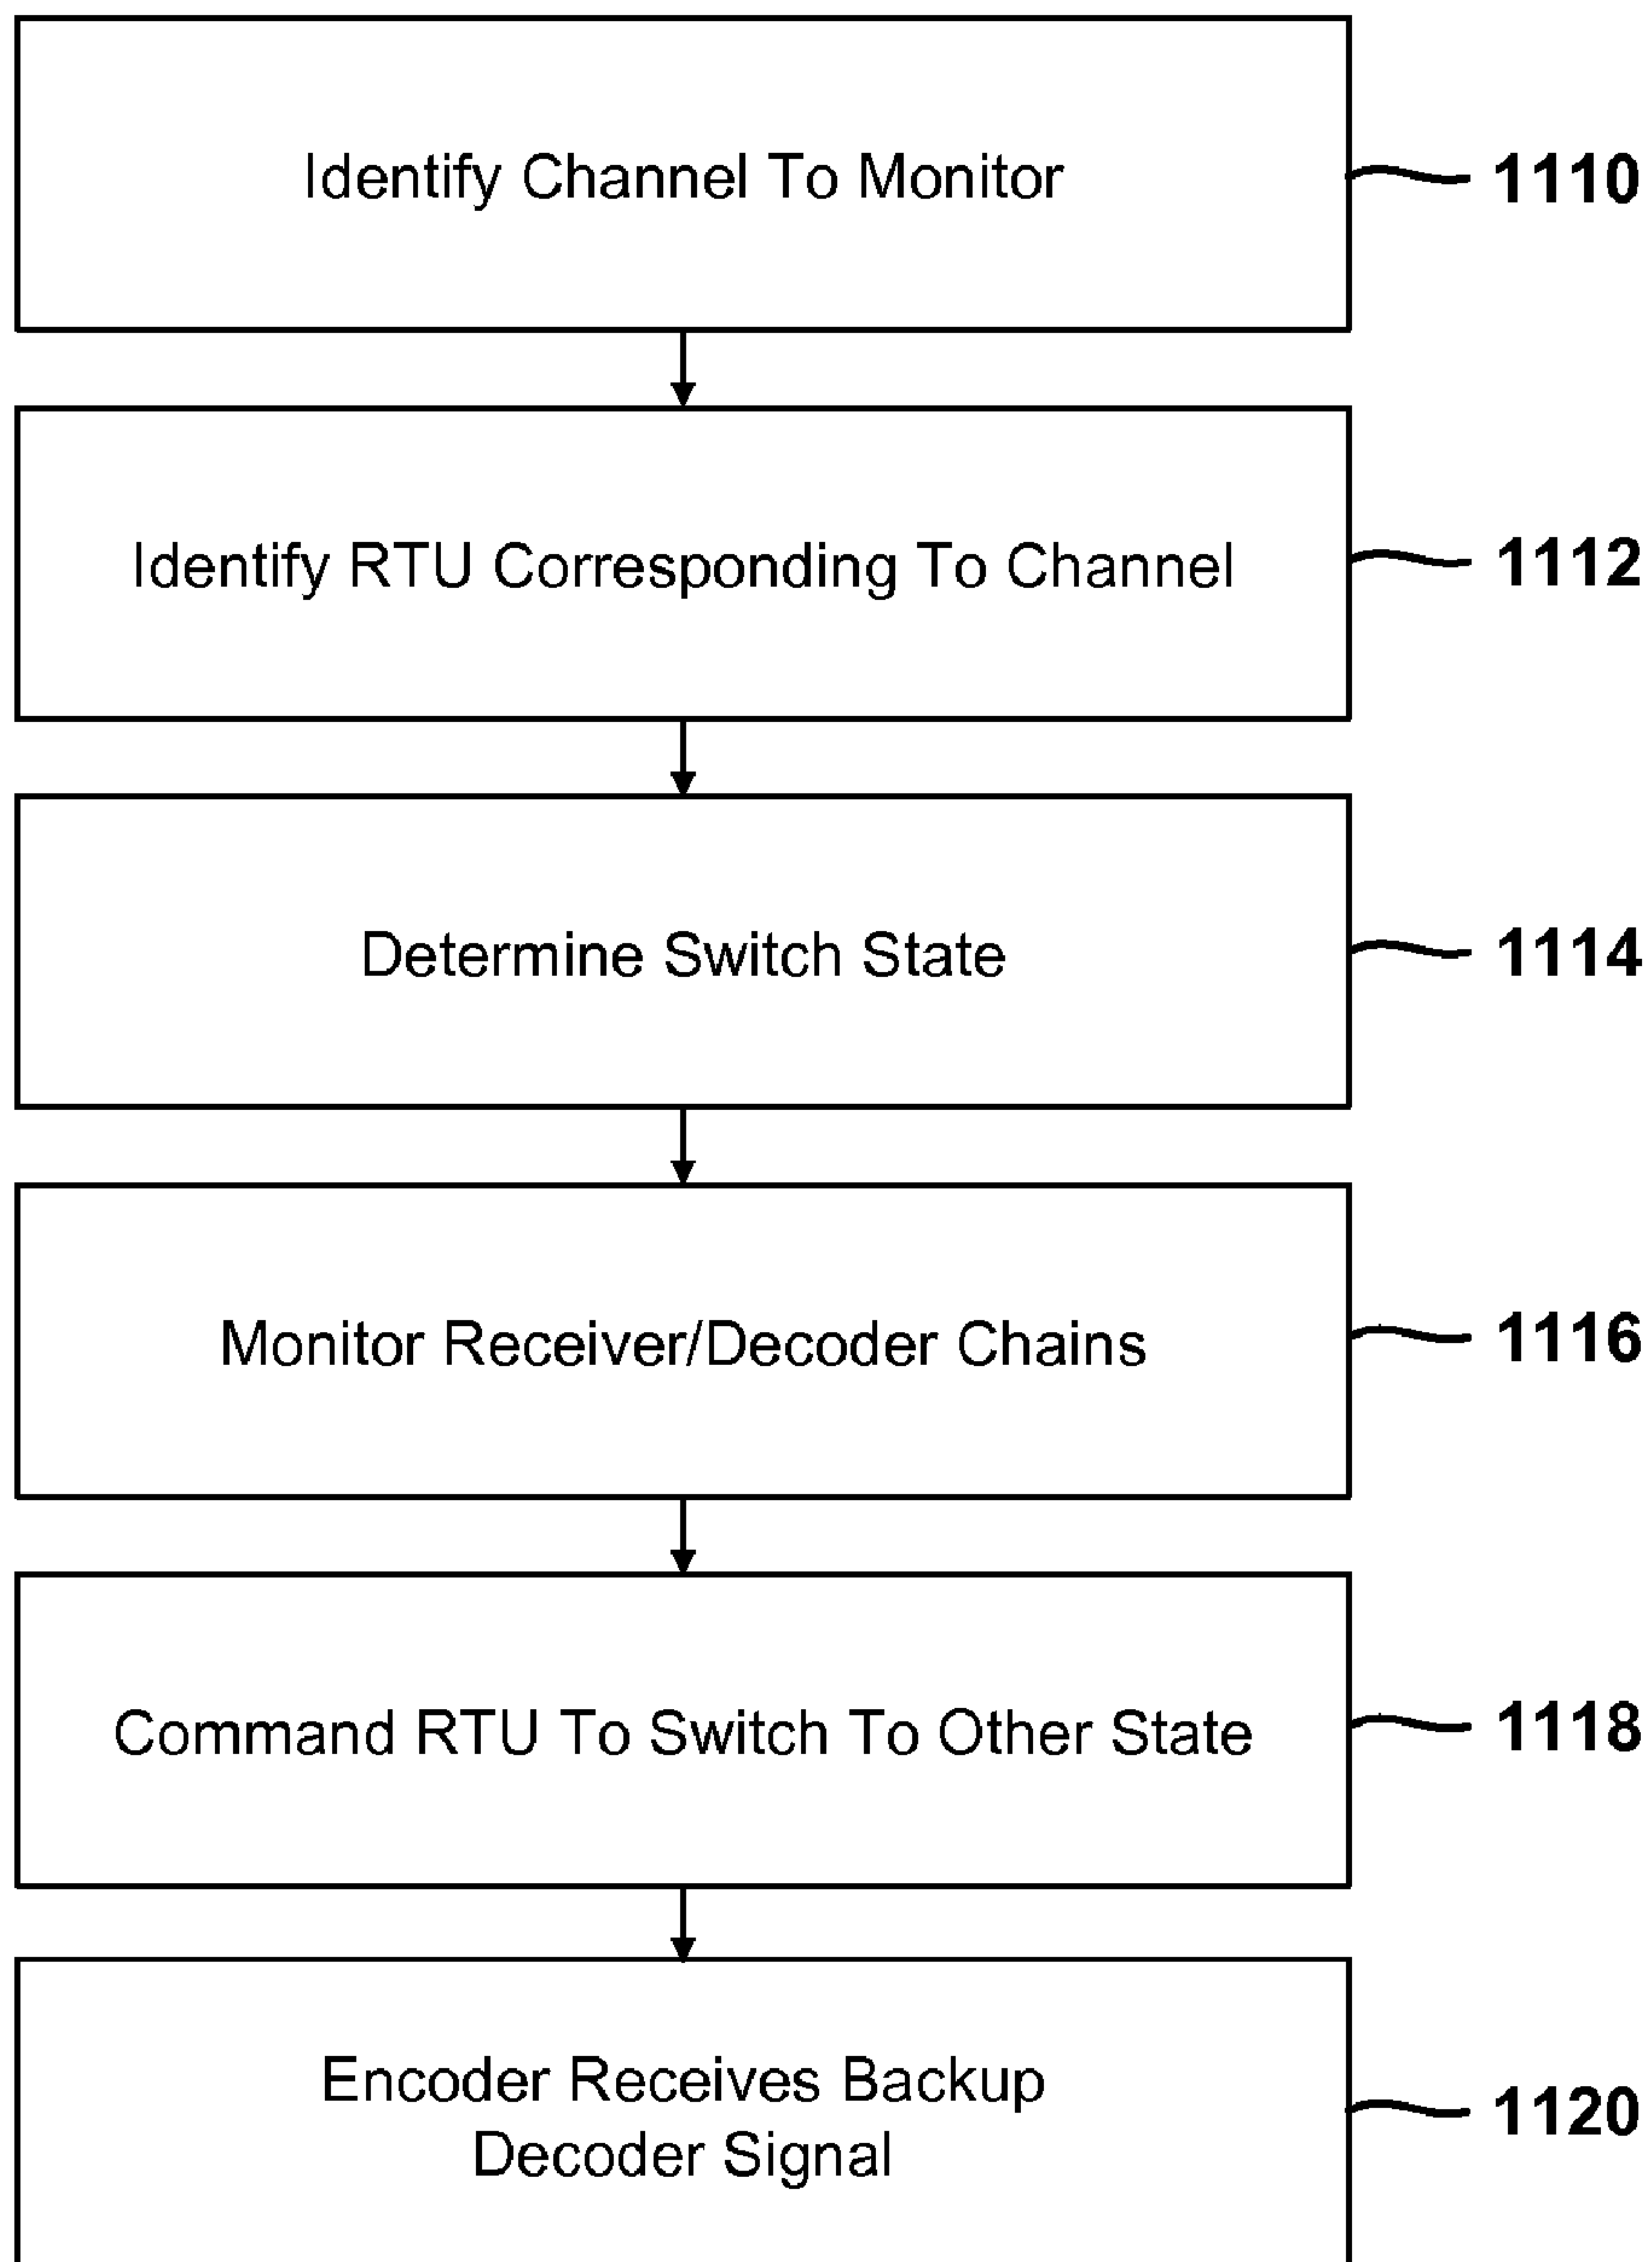 Identify Channel To Monitor
1110
Identify RTU Corresponding To Channel
1112
Determine Switch State
1114
Monitor Receiver/Decoder Chains
1116
Command RTU To Switch To Other State
1118
Encoder Receives Backup
Decoder Signal
1120